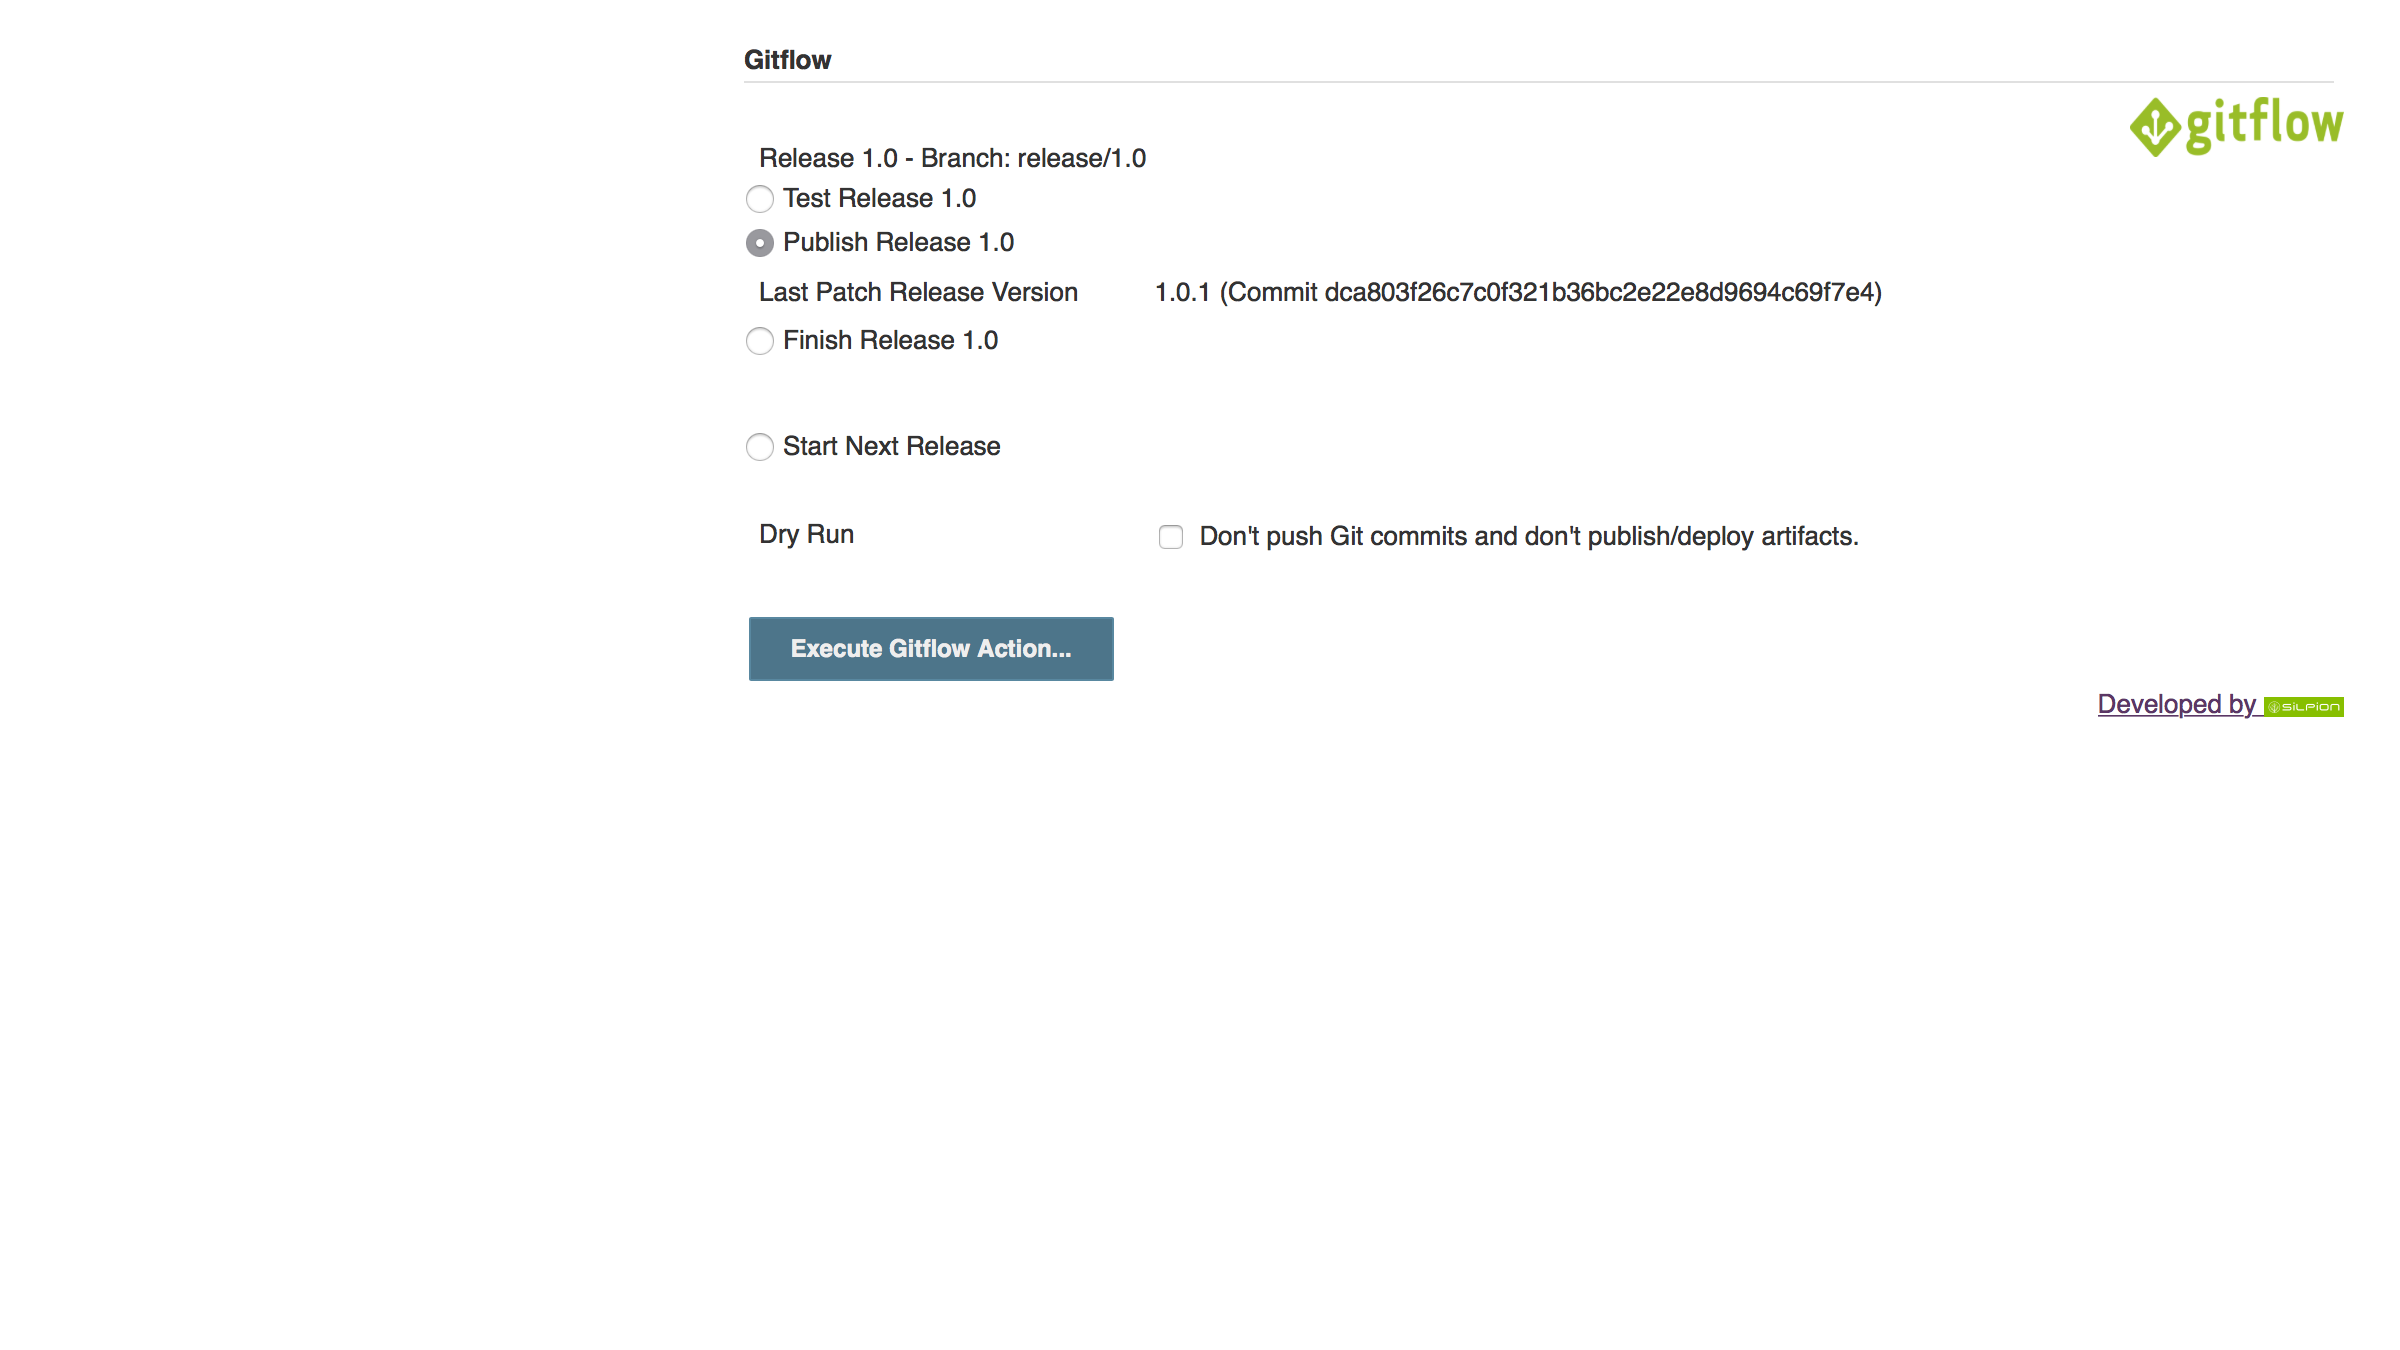 Gitflow
gitflow
Release 1.0 - Branch: release/1.0
Test Release 1.0
Publish Release 1.0
Last Patch Release Version 1.0.1 (Commit dca803f26c7c0f321b36bc2e22e8d9694c69f7e4)
Finish Release 1.0
Start Next Release
Dry Run Don't push Git commits and don't publish/deploy artifacts.
Execute Gitflow Action...
Developed by SILPION